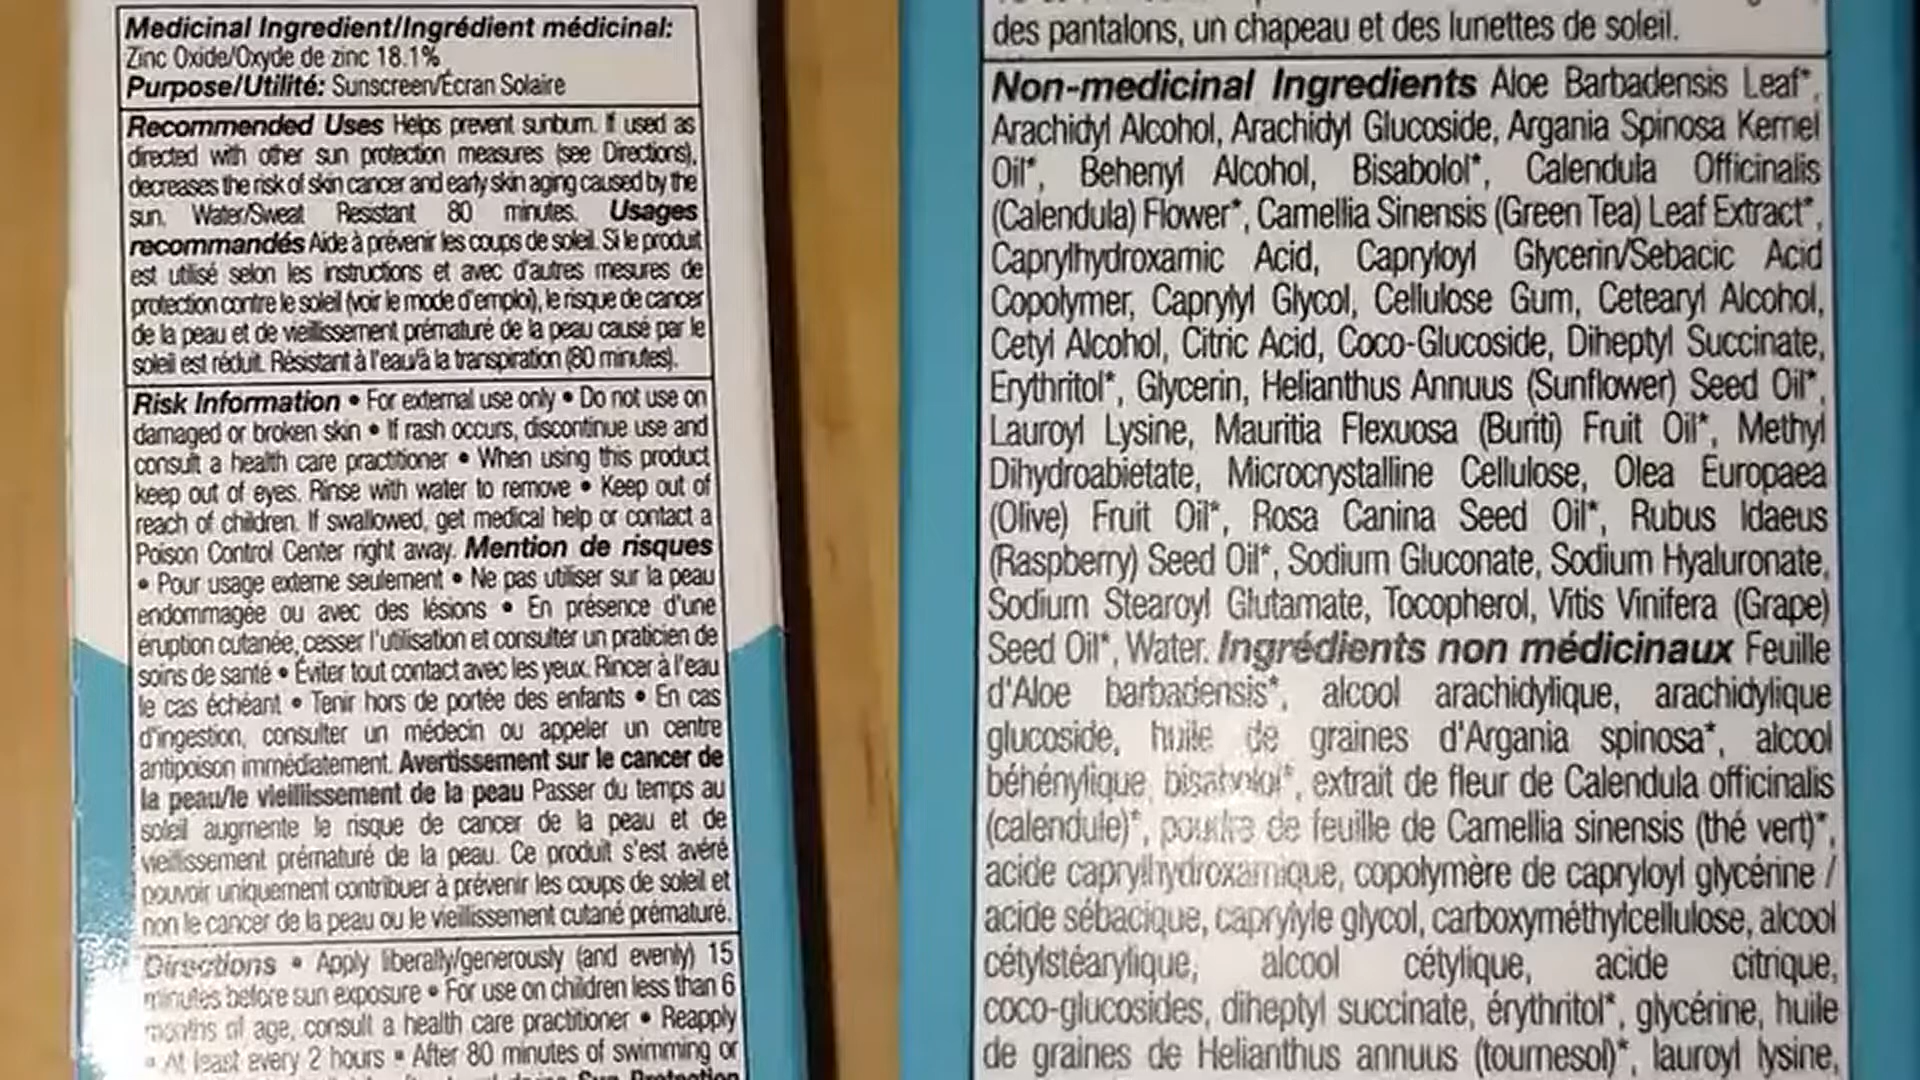 Medicinal Ingredient/Ingrédient médicinal:
Zinc Oxide/Oxyde de zinc 18.1%
Purpose/Utilité: Sunscreen/Écran Solaire
Recommended Uses Helps prevent sunburn. If used as
directed with other sun protection measures (see Directions),
decreases the risk of skin cancer and early skin aging caused by the
sun. Water/Sweat Resistant 80 minutes. Usages
recommandés Aide à prévenir les coups de soleil. Si le produit
est utilisé selon les instructions et avec d'autres mesures de
protection contre le soleil (voir le mode d'emploi), le risque de cancer
de la peau et de vieillissement prématuré de la peau causé par le
soleil est réduit. Résistant à l'eau/à la transpiration (80 minutes).
Risk Information • For external use only • Do not use on
damaged or broken skin • If rash occurs, discontinue use and
consult a health care practitioner • When using this product
keep out of eyes. Rinse with water to remove • Keep out of
reach of children. If swallowed, get medical help or contact a
Poison Control Center right away. Mention de risques
• Pour usage externe seulement • Ne pas utiliser sur la peau
endommagée ou avec des lésions • En présence d'une
éruption cutanée, cesser l'utilisation et consulter un praticien de
soins de santé • Éviter tout contact avec les yeux. Rincer à l'eau
le cas échéant • Tenir hors de portée des enfants • En cas
d'ingestion, consulter un médecin ou appeler un centre
antipoison immédiatement. Avertissement sur le cancer de
la peau/le vieillissement de la peau Passer du temps au
soleil augmente le risque de cancer de la peau et de
vieillissement prématuré de la peau. Ce produit s'est avéré
pouvoir uniquement contribuer à prévenir les coups de soleil et
non le cancer de la peau ou le vieillissement cutané prématuré.
Directions • Apply liberally/generously (and evenly) 15
minutes before sun exposure • For use on children less than 6
months of age, consult a health care practitioner • Reapply
• At least every 2 hours • After 80 minutes of swimming or
Sun Protection
des pantalons, un chapeau et des lunettes de soleil.
Non-medicinal Ingredients Aloe Barbadensis Leaf*,
Arachidyl Alcohol, Arachidyl Glucoside, Argania Spinosa Kernel
Oil*, Behenyl Alcohol, Bisabolol*, Calendula Officinalis
(Calendula) Flower*, Camellia Sinensis (Green Tea) Leaf Extract*,
Caprylhydroxamic Acid, Capryloyl Glycerin/Sebacic Acid
Copolymer, Caprylyl Glycol, Cellulose Gum, Cetearyl Alcohol,
Cetyl Alcohol, Citric Acid, Coco-Glucoside, Diheptyl Succinate,
Erythritol*, Glycerin, Helianthus Annuus (Sunflower) Seed Oil*,
Lauroyl Lysine, Mauritia Flexuosa (Buriti) Fruit Oil*, Methyl
Dihydroabietate, Microcrystalline Cellulose, Olea Europaea
(Olive) Fruit Oil*, Rosa Canina Seed Oil*, Rubus Idaeus
(Raspberry) Seed Oil*, Sodium Gluconate, Sodium Hyaluronate,
Sodium Stearoyl Glutamate, Tocopherol, Vitis Vinifera (Grape)
Seed Oil*, Water. Ingrédients non médicinaux Feuille
d'Aloe barbadensis*, alcool arachidylique, arachidylique
glucoside, huile de graines d'Argania spinosa*, alcool
béhénylique, bisabolol*, extrait de fleur de Calendula officinalis
(calendule)*, poudre de feuille de Camellia sinensis (thé vert)*,
acide caprylhydroxamique, copolymère de capryloyl glycérine /
acide sébacique, caprylyle glycol, carboxyméthylcellulose, alcool
cétylstéarylique, alcool cétylique, acide citrique,
coco-glucosides, diheptyl succinate, érythritol*, glycérine, huile
de graines de Helianthus annuus (tournesol)*, lauroyl lysine,